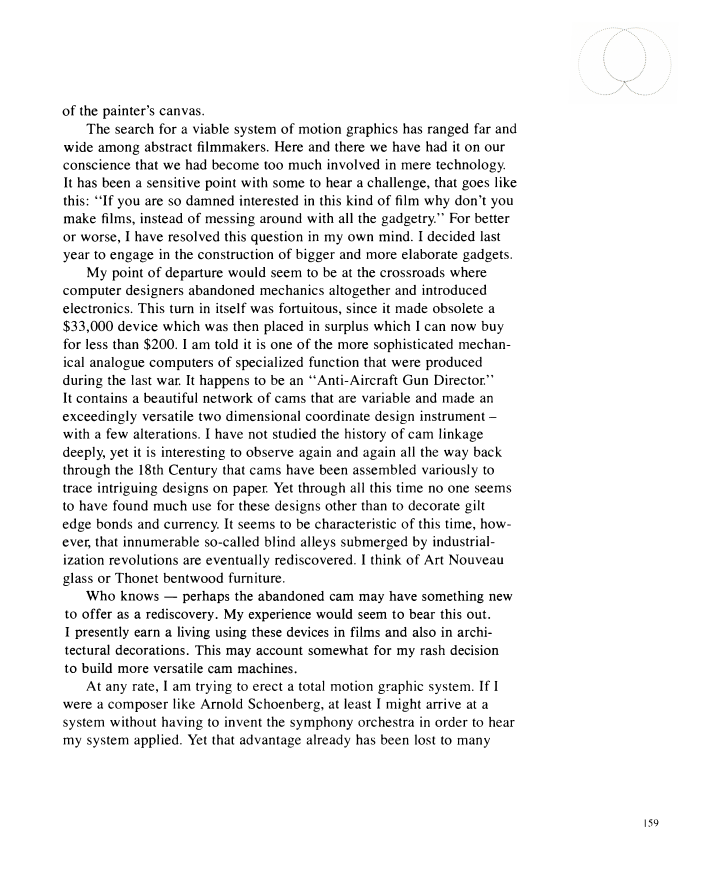 of the painter's canvas.
The search for a viable system of motion graphics has ranged far and
wide among abstract filmmakers. Here and there we have had it on our
conscience that we had become too much involved in mere technology.
It has been a sensitive point with some to hear a challenge, that goes like
this: “If you are so damned interested in this kind of film why don't you
make films, instead of messing around with all the gadgetry.” For better
or worse, I have resolved this question in my own mind. I decided last
year to engage in the construction of bigger and more elaborate gadgets.
My point of departure would seem to be at the crossroads where
computer designers abandoned mechanics altogether and introduced
electronics. This turn in itself was fortuitous, since it made obsolete a
$33,000 device which was then placed in surplus which I can now buy
for less than $200. I am told it is one of the more sophisticated mechan-
ical analogue computers of specialized function that were produced
during the last war. It happens to be an “Anti-Aircraft Gun Director.”
It contains a beautiful network of cams that are variable and made an
exceedingly versatile two dimensional coordinate design instrument –
with a few alterations. I have not studied the history of cam linkage
deeply, yet it is interesting to observe again and again all the way back
through the 18th Century that cams have been assembled variously to
trace intriguing designs on paper. Yet through all this time no one seems
to have found much use for these designs other than to decorate gilt
edge bonds and currency. It seems to be characteristic of this time, how-
ever, that innumerable so-called blind alleys submerged by industrial-
ization revolutions are eventually rediscovered. I think of Art Nouveau
glass or Thonet bentwood furniture.
Who knows — perhaps the abandoned cam may have something new
to offer as a rediscovery. My experience would seem to bear this out.
I presently earn a living using these devices in films and also in archi-
tectural decorations. This may account somewhat for my rash decision
to build more versatile cam machines.
At any rate, I am trying to erect a total motion graphic system. If I
were a composer like Arnold Schoenberg, at least I might arrive at a
system without having to invent the symphony orchestra in order to hear
my system applied. Yet that advantage already has been lost to many
159